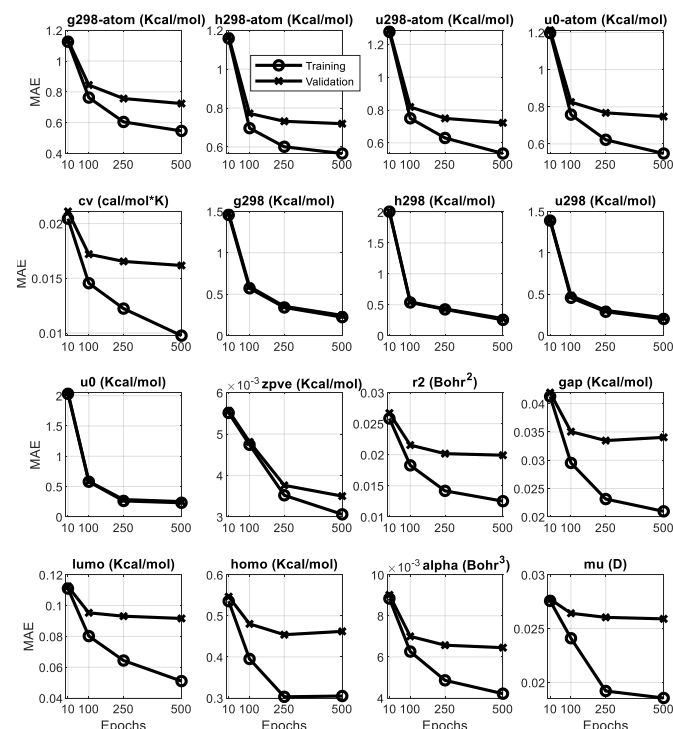 g298-atom (Kcal/mol) h298-atom (Kcal/mol) u298-atom (Kcal/mol) u0-atom (Kcal/mol)
1.2 1.2 1.2 1.2
1 1 1 1
0.8 0.8 0.8 0.8
0.6 0.6 0.6 0.6
0.4
MAE
Training
Validation
10 100 250 500 10 100 250 500 10 100 250 500 10 100 250 500
cv (cal/mol*K) g298 (Kcal/mol) h298 (Kcal/mol) u298 (Kcal/mol)
0.02 1.5 2 1.5
0.015 1 1.5 1
0.01 0.5 1 0.5
0 0.5 0
0
MAE
10 100 250 500 10 100 250 500 10 100 250 500 10 100 250 500
u0 (Kcal/mol) × 10⁻³ zpve (Kcal/mol) r2 (Bohr²) gap (Kcal/mol)
2 6 0.03 0.04
1.5 5 0.025 0.035
1 4 0.02 0.03
0.5 3 0.015 0.025
0 0.01 0.02
MAE
10 100 250 500 10 100 250 500 10 100 250 500 10 100 250 500
lumo (Kcal/mol) homo (Kcal/mol) × 10⁻³ alpha (Bohr³) mu (D)
0.12 0.6 10 0.03
0.1 0.5 8 0.025
0.08 0.4 6 0.02
0.06 0.3 4
0.04
MAE
10 100 250 500 10 100 250 500 10 100 250 500 10 100 250 500
Epochs Epochs Epochs Epochs